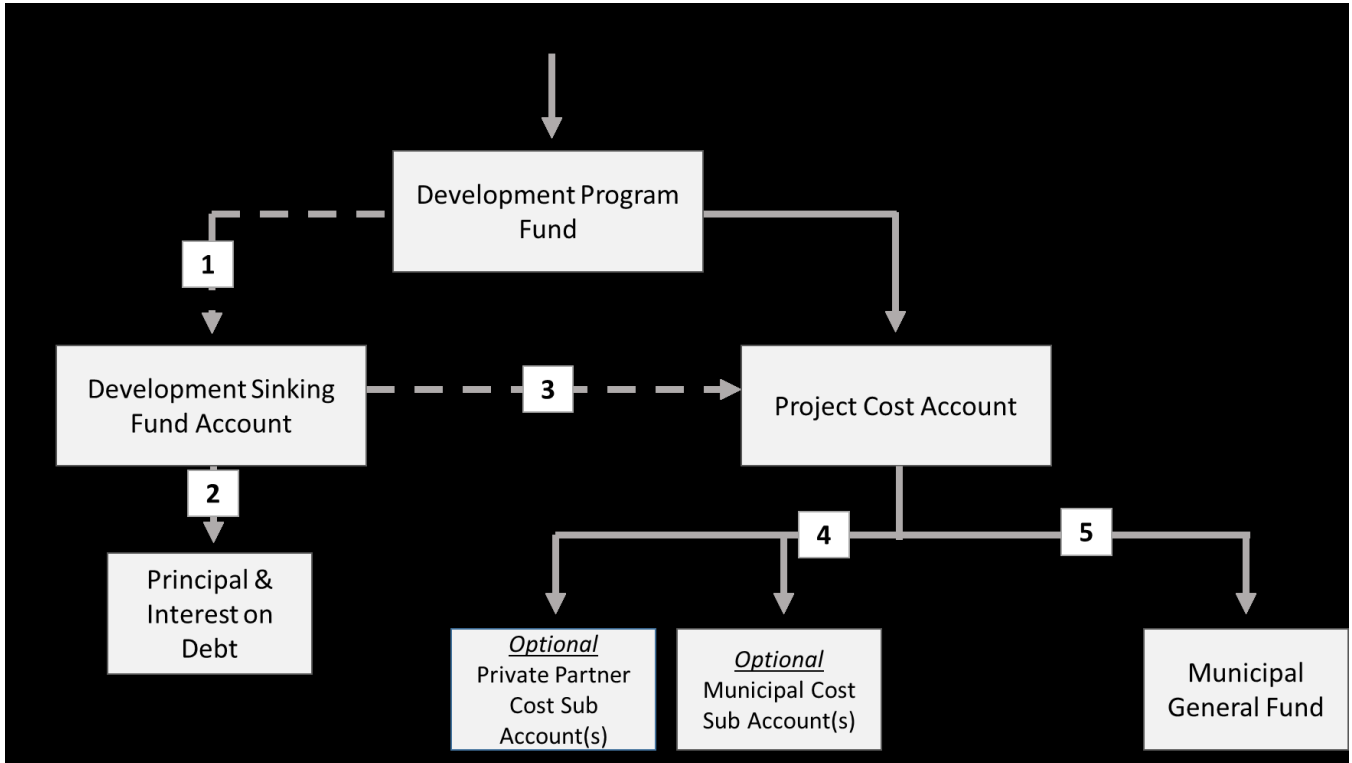 Development Program
Fund
1
Development Sinking
Fund Account
3
Project Cost Account
2
4
5
Principal &
Interest on
Debt
Optional
Private Partner
Cost Sub
Account(s)
Optional
Municipal Cost
Sub Account(s)
Municipal
General Fund